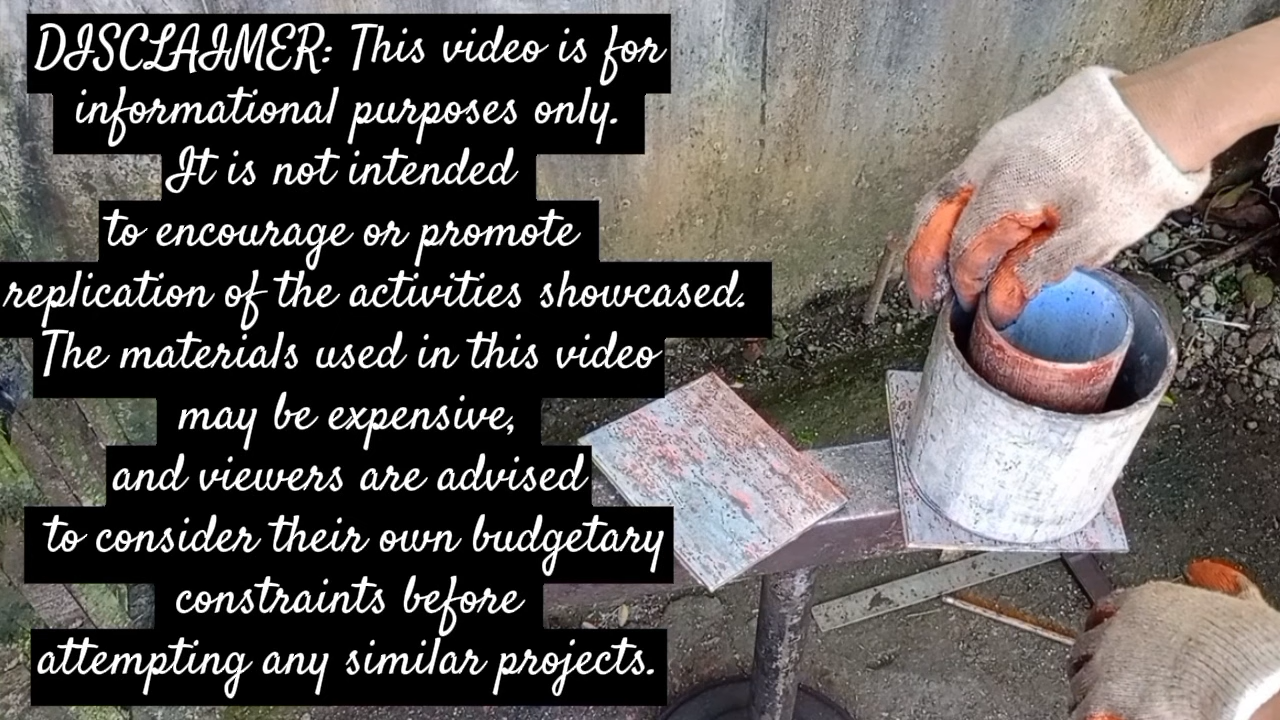 DISCLAIMER: This video is for
informational purposes only.
It is not intended
to encourage or promote
replication of the activities showcased.
The materials used in this video
may be expensive,
and viewers are advised
to consider their own budgetary
constraints before
attempting any similar projects.